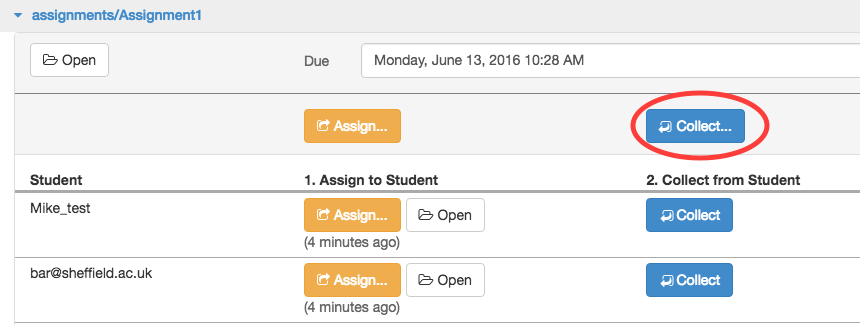 assignments/Assignment1
Open Due Monday, June 13, 2016 10:28 AM
Assign... Collect...
Student 1. Assign to Student 2. Collect from Student
Mike_test Assign... Open Collect
(4 minutes ago)
bar@sheffield.ac.uk Assign... Open Collect
(4 minutes ago)